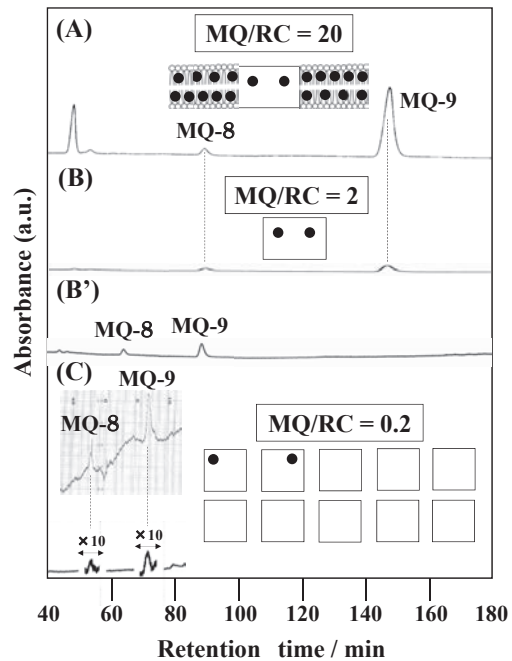 (A)
MQ/RC = 20
MQ-9
MQ-8
(B)
MQ/RC = 2
(B’)
MQ-8
MQ-9
(C)
MQ-9
MQ-8
MQ/RC = 0.2
×10
×10
40 60 80 100 120 140 160 180
Retention time / min
Absorbance (a.u.)